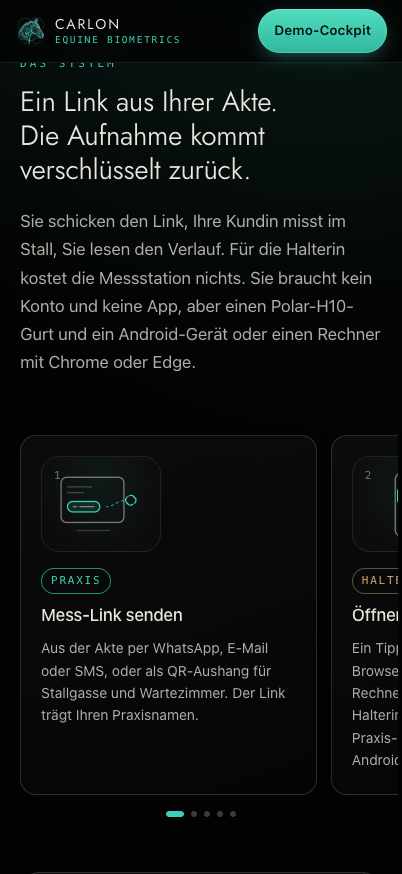 CARLON
EQUINE BIOMETRICS
Demo-Cockpit
DAS SYSTEM
Ein Link aus Ihrer Akte.
Die Aufnahme kommt
verschlüsselt zurück.
Sie schicken den Link, Ihre Kundin misst im
Stall, Sie lesen den Verlauf. Für die Halterin
kostet die Messstation nichts. Sie braucht kein
Konto und keine App, aber einen Polar-H10-
Gurt und ein Android-Gerät oder einen Rechner
mit Chrome oder Edge.
1
PRAXIS
Mess-Link senden
Aus der Akte per WhatsApp, E-Mail
oder SMS, oder als QR-Aushang für
Stallgasse und Wartezimmer. Der Link
trägt Ihren Praxisnamen.
2
Ein
Praxis-